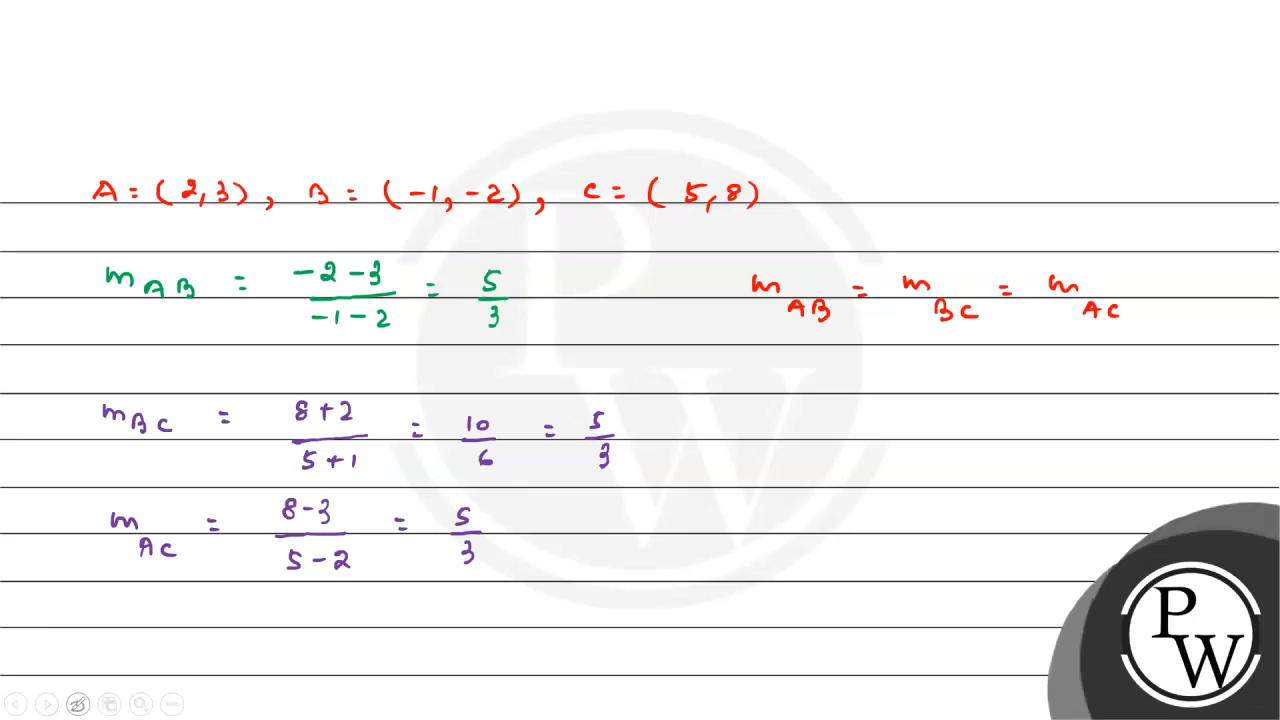 A = (2,3), B = (-1,-2), C = (5,8)
m_AB = (-2-3)/(-1-2) = 5/3
m_AB = m_BC = m_AC
m_BC = (8+2)/(5+1) = 10/6 = 5/3
m_AC = (8-3)/(5-2) = 5/3
P
W
P
W